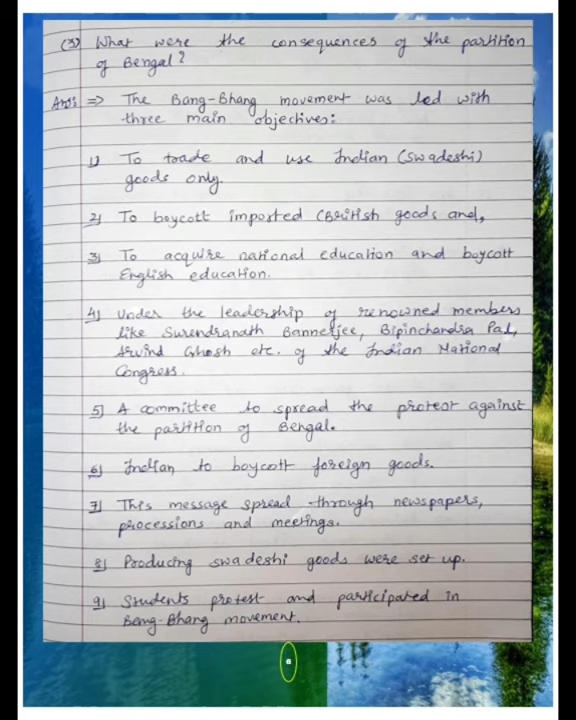 (3) What were the consequences of the partition
of Bengal?
Ans: => The Bang-Bhang movement was led with
three main objectives:
1) To trade and use Indian (Swadeshi)
goods only.
2) To boycott imported (British goods and,
3) To acquire national education and boycott
English education.
4) Under the leadership of renowned members
like Surendranath Bannerjee, Bipinchandra Pal,
Arvind Ghosh etc. of the Indian National
Congress.
5) A committee to spread the protest against
the partition of Bengal.
6) Indian to boycott foreign goods.
7) This message spread through newspapers,
processions and meetings.
8) Producing swadeshi goods were set up.
9) Students protest and participated in
Beng-Bhang movement.